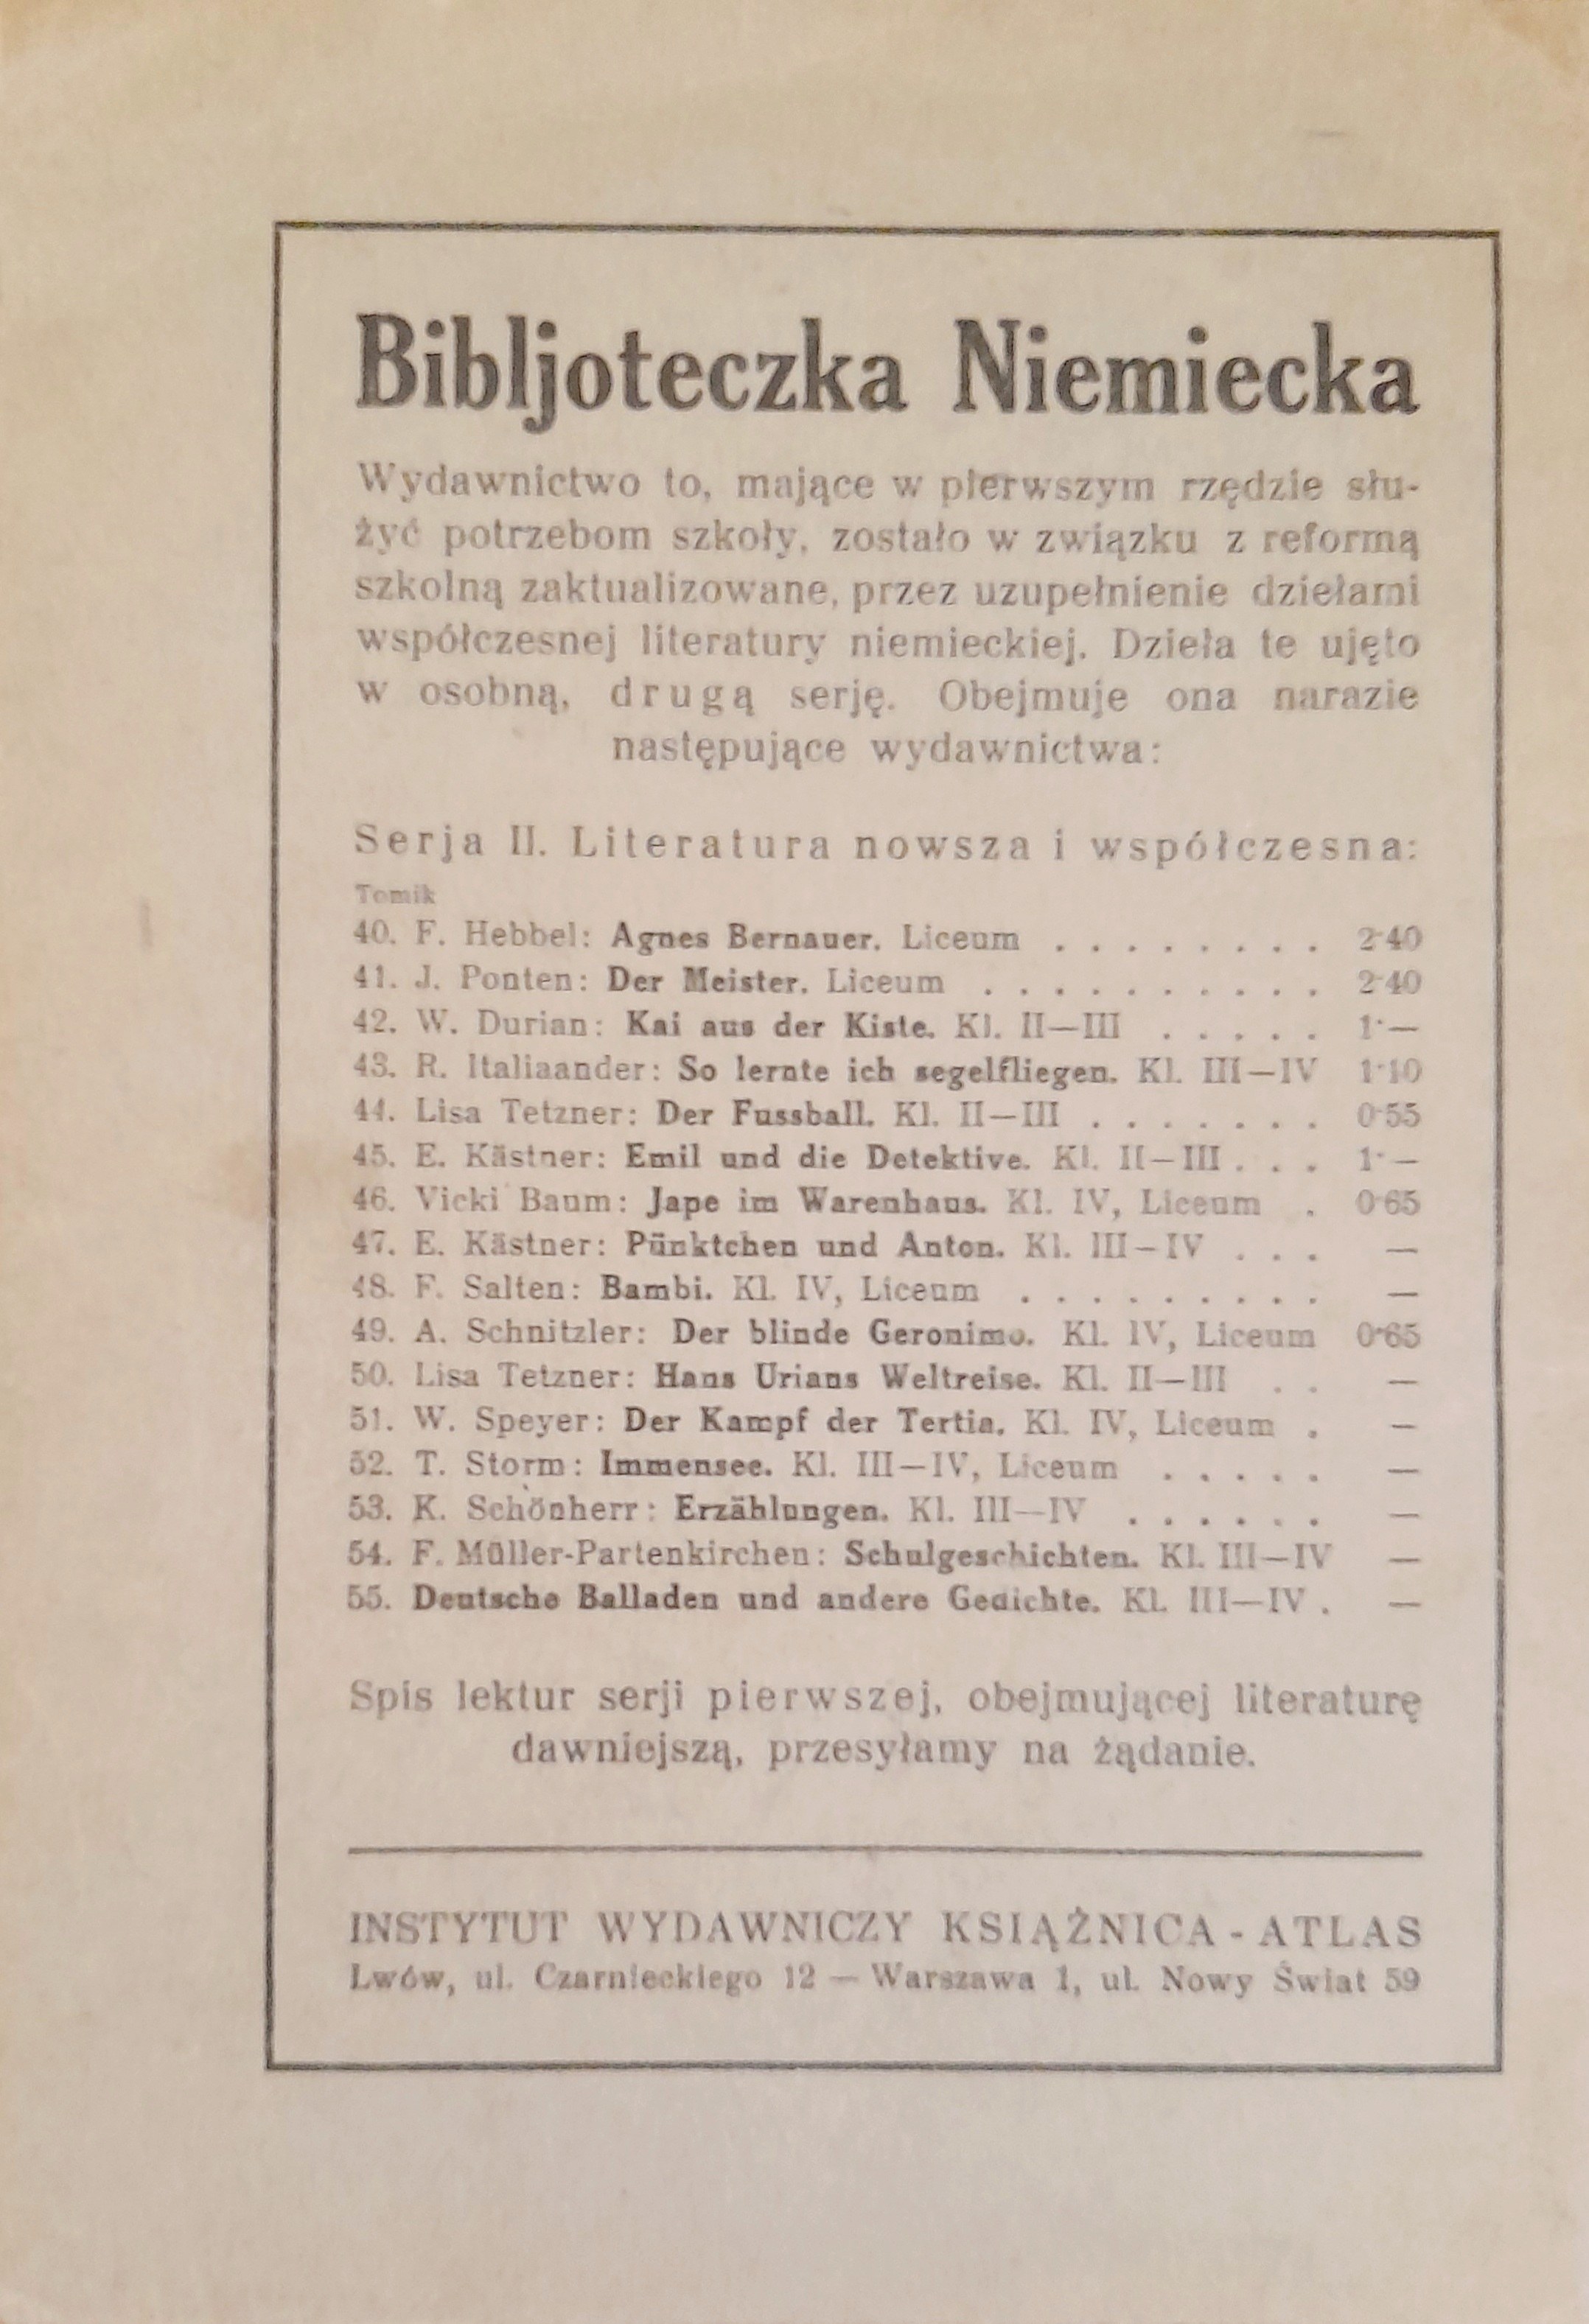 Bibljoteczka Niemiecka
Wydawnictwo to, mające w pierwszym rzędzie słu-
żyć potrzebom szkoły, zostało w związku z reformą
szkolną zaktualizowane, przez uzupełnienie dziełami
współczesnej literatury niemieckiej. Dzieła te ujęto
w osobną, drugą serję. Obejmuje ona narazie
następujące wydawnictwa:
Serja II. Literatura nowsza i współczesna:
Tomik
40. F. Hebbel: Agnes Bernauer. Liceum . . . . . . . . 2·40
41. J. Ponten: Der Meister. Liceum . . . . . . . . . . 2·40
42. W. Durian: Kai aus der Kiste. Kl. II—III . . . . . 1·—
43. R. Italiaander: So lernte ich segelfliegen. Kl. III—IV 1·10
44. Lisa Tetzner: Der Fussball. Kl. II—III . . . . . . . 0·55
45. E. Kästner: Emil und die Detektive. Kl. II—III . . . 1·—
46. Vicki Baum: Jape im Warenhaus. Kl. IV, Liceum . 0·65
47. E. Kästner: Pünktchen und Anton. Kl. III—IV . . . —
48. F. Salten: Bambi. Kl. IV, Liceum . . . . . . . . . —
49. A. Schnitzler: Der blinde Geronimo. Kl. IV, Liceum 0·65
50. Lisa Tetzner: Hans Urians Weltreise. Kl. II—III . . —
51. W. Speyer: Der Kampf der Tertia. Kl. IV, Liceum . —
52. T. Storm: Immensee. Kl. III—IV, Liceum . . . . . —
53. K. Schönherr: Erzählungen. Kl. III—IV . . . . . . —
54. F. Müller-Partenkirchen: Schulgeschichten. Kl. III—IV —
55. Deutsche Balladen und andere Gedichte. Kl. III—IV . —
Spis lektur serji pierwszej, obejmującej literaturę
dawniejszą, przesyłamy na żądanie.
INSTYTUT WYDAWNICZY KSIĄŻNICA - ATLAS
Lwów, ul. Czarnieckiego 12 — Warszawa 1, ul. Nowy Świat 59